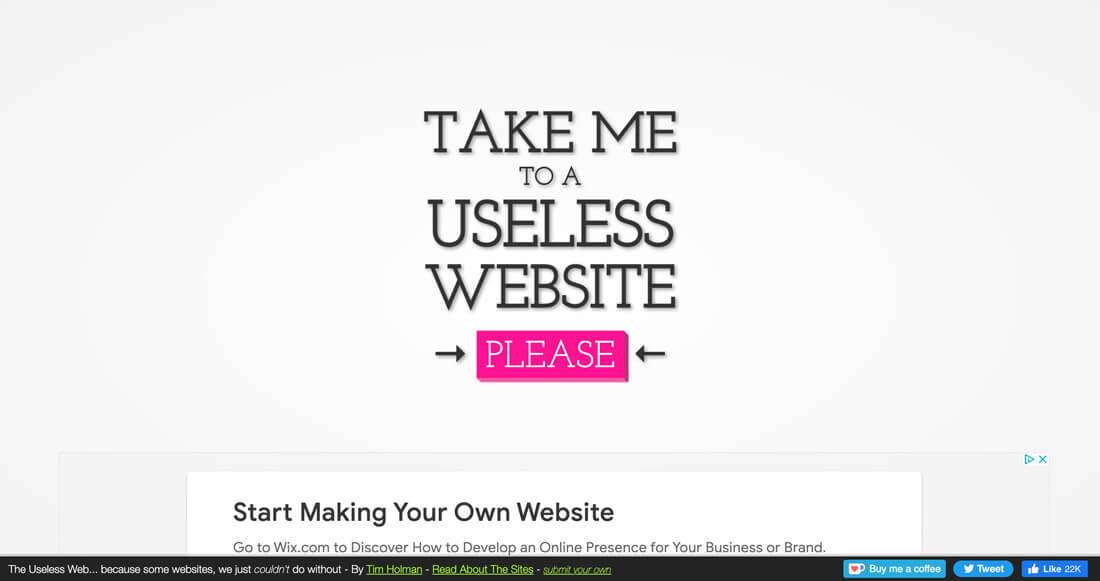 TAKE ME
TO A
USELESS
WEBSITE
PLEASE
Start Making Your Own Website
Go to Wix.com to Discover How to Develop an Online Presence for Your Business or Brand.
The Useless Web... because some websites, we just couldn't do without - By Tim Holman - Read About The Sites - submit your own
Buy me a coffee
Tweet
Like 22K